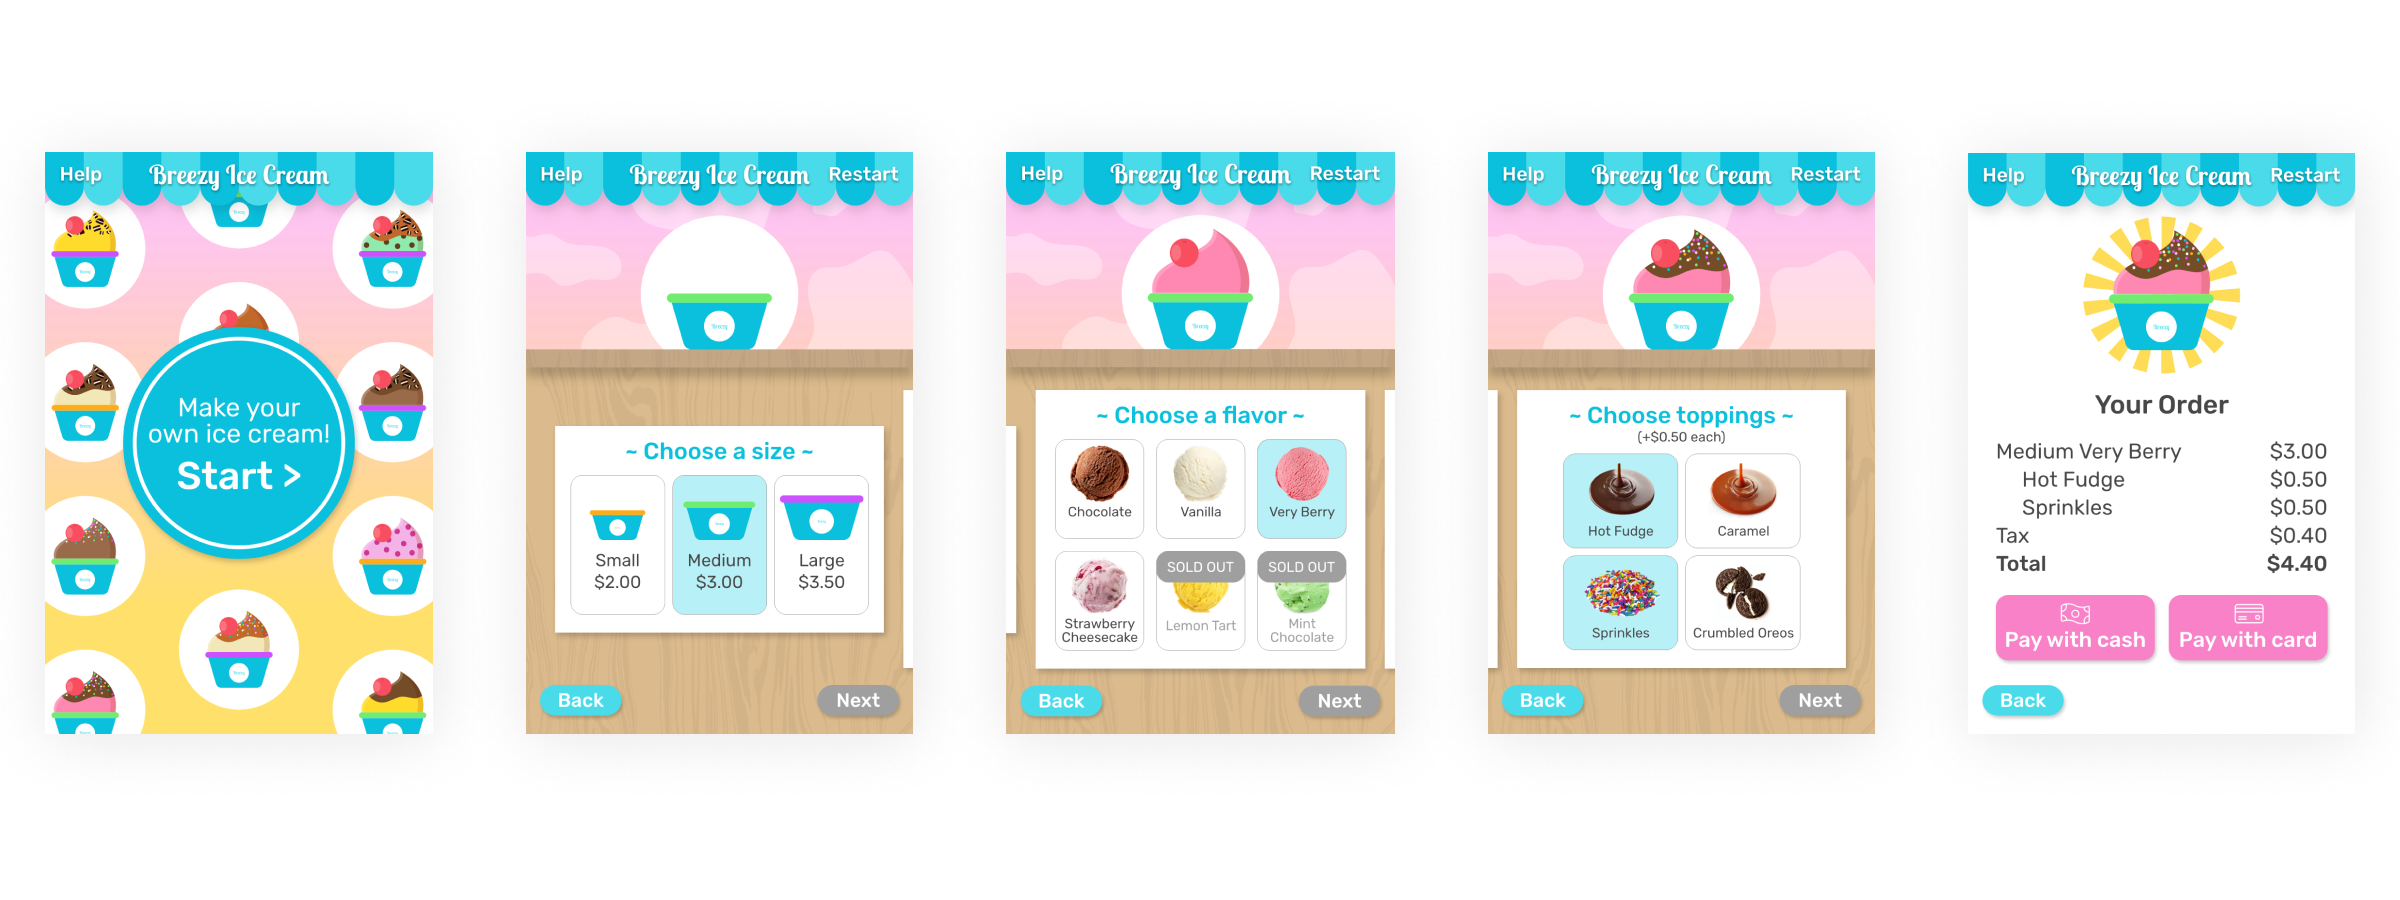 Help
Breezy Ice Cream
Make your
own ice cream!
Start >
Help
Breezy Ice Cream
Restart
Breezy
~ Choose a size ~
Small
$2.00
Medium
$3.00
Large
$3.50
Back
Next
Help
Breezy Ice Cream
Restart
Breezy
~ Choose a flavor ~
Chocolate
Vanilla
Very Berry
SOLD OUT
SOLD OUT
Strawberry
Cheesecake
Lemon Tart
Mint
Chocolate
Back
Next
Help
Breezy Ice Cream
Restart
Breezy
~ Choose toppings ~
(+$0.50 each)
Hot Fudge
Caramel
Sprinkles
Crumbled Oreos
Back
Next
Help
Breezy Ice Cream
Restart
Breezy
Your Order
Medium Very Berry $3.00
Hot Fudge $0.50
Sprinkles $0.50
Tax $0.40
Total $4.40
Pay with cash
Pay with card
Back